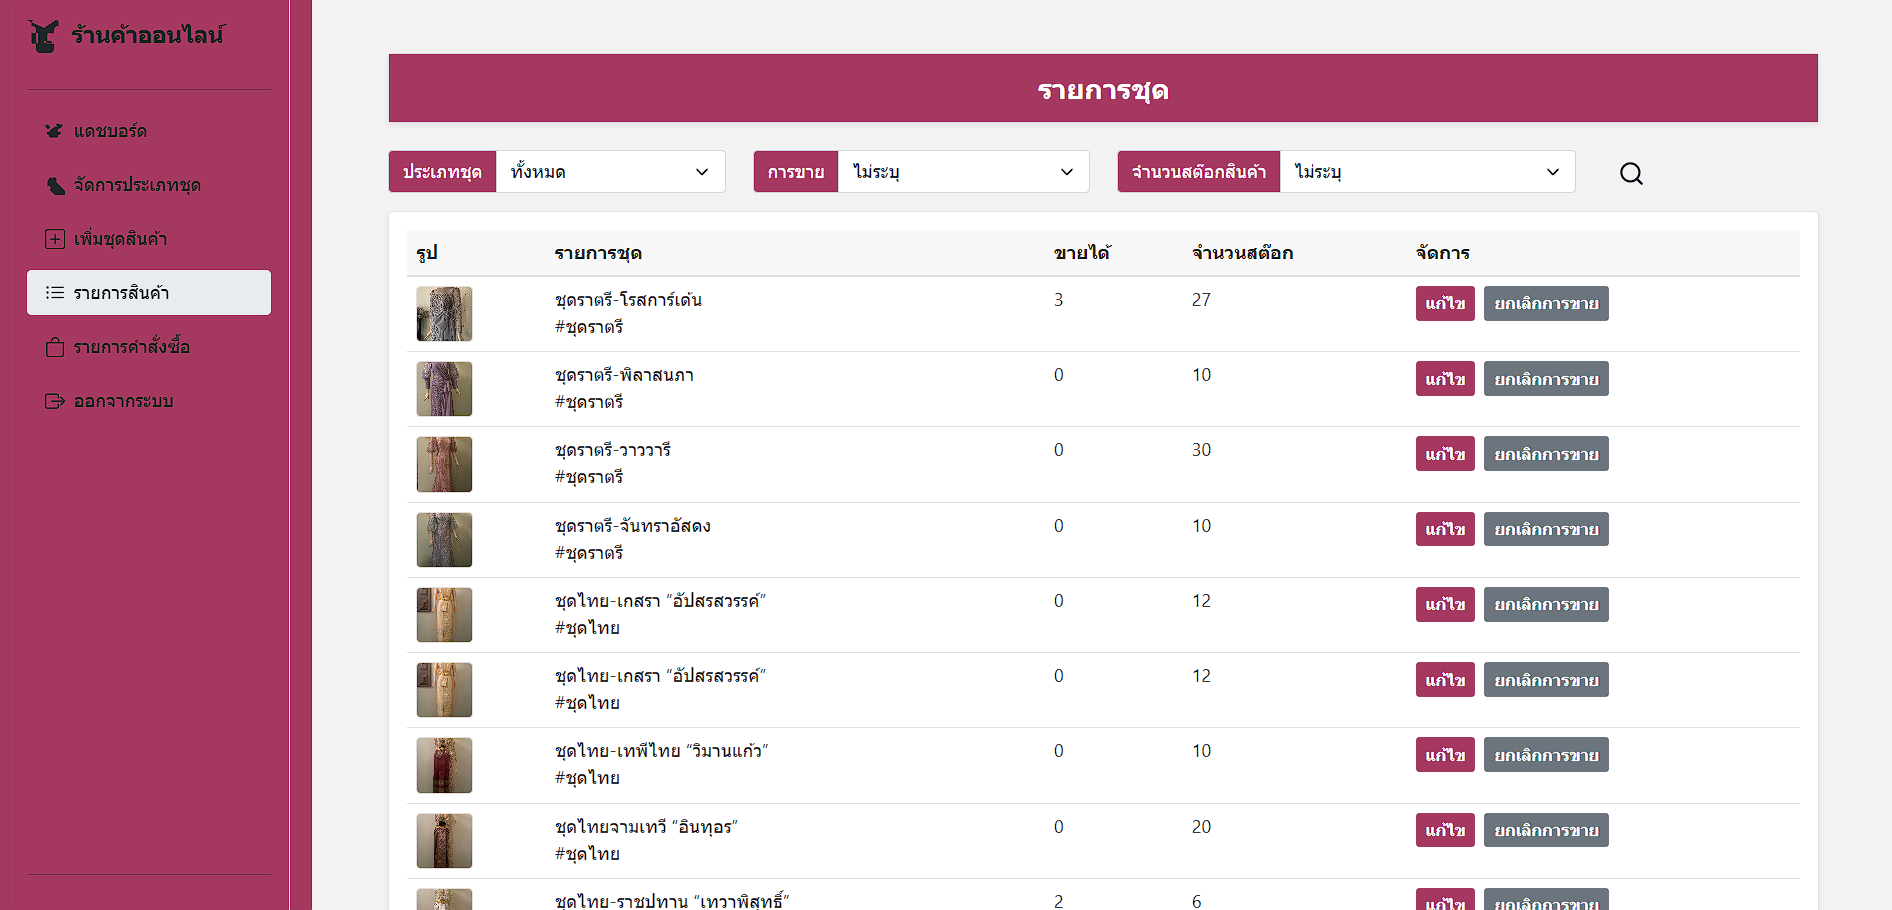 ร้านค้าออนไลน์
แดชบอร์ด
จัดการประเภทชุด
เพิ่มชุดสินค้า
รายการสินค้า
รายการคำสั่งซื้อ
ออกจากระบบ
รายการชุด
ประเภทชุด ทั้งหมด การขาย ไม่ระบุ จำนวนสต๊อกสินค้า ไม่ระบุ
รูป รายการชุด ขายได้ จำนวนสต๊อก จัดการ
ชุดราตรี-โรสการ์เด้น 3 27 แก้ไข ยกเลิกการขาย
#ชุดราตรี
ชุดราตรี-พิลาสนภา 0 10 แก้ไข ยกเลิกการขาย
#ชุดราตรี
ชุดราตรี-วาววารี 0 30 แก้ไข ยกเลิกการขาย
#ชุดราตรี
ชุดราตรี-จันทราอัสดง 0 10 แก้ไข ยกเลิกการขาย
#ชุดราตรี
ชุดไทย-เกสรา “อัปสรสวรรค์” 0 12 แก้ไข ยกเลิกการขาย
#ชุดไทย
ชุดไทย-เกสรา “อัปสรสวรรค์” 0 12 แก้ไข ยกเลิกการขาย
#ชุดไทย
ชุดไทย-เทพีไทย “วิมานแก้ว” 0 10 แก้ไข ยกเลิกการขาย
#ชุดไทย
ชุดไทยจามเทวี “อินทุอร” 0 20 แก้ไข ยกเลิกการขาย
#ชุดไทย
ชุดไทย-ราชปทาน “เทวาพิสุทธิ์” 2 6 แก้ไข ยกเลิกการขาย